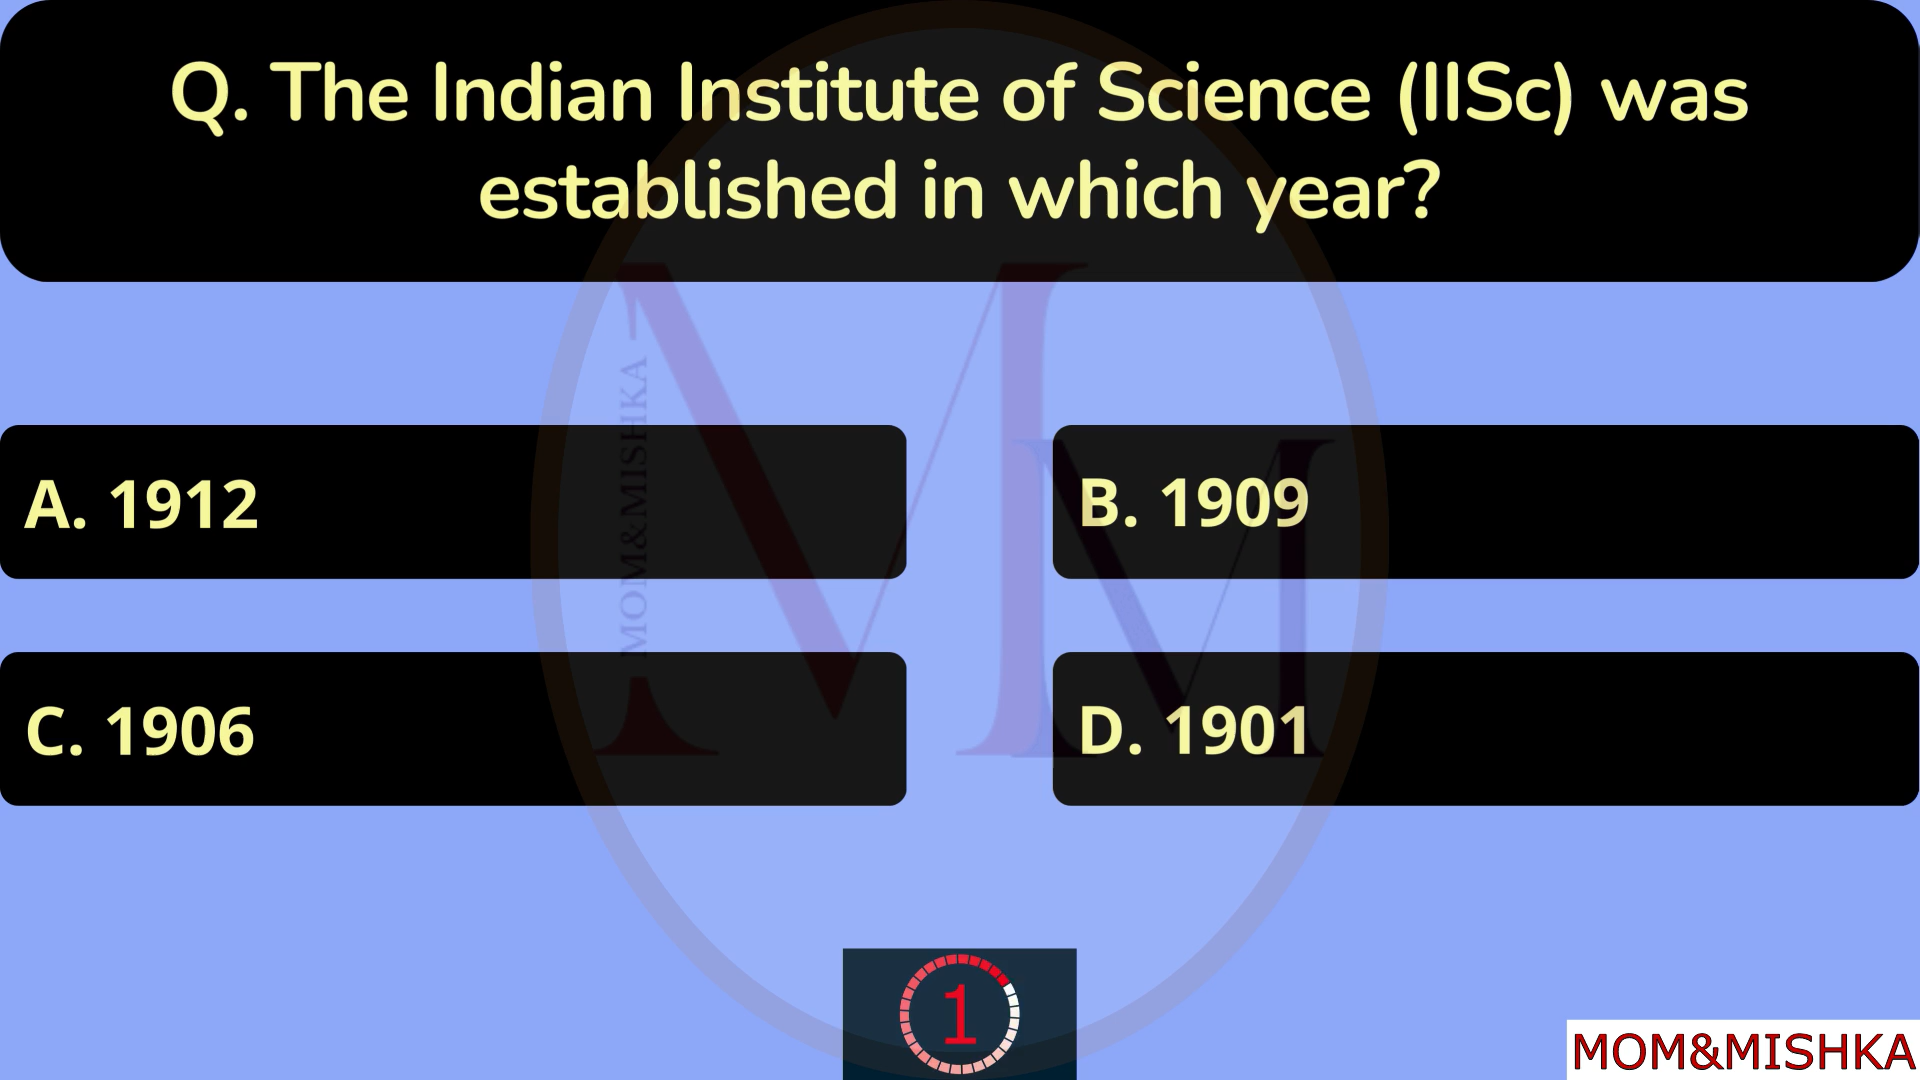 Q. The Indian Institute of Science (IISc) was
established in which year?
MOM&MISHKA
A. 1912
B. 1909
C. 1906
D. 1901
1
MOM&MISHKA